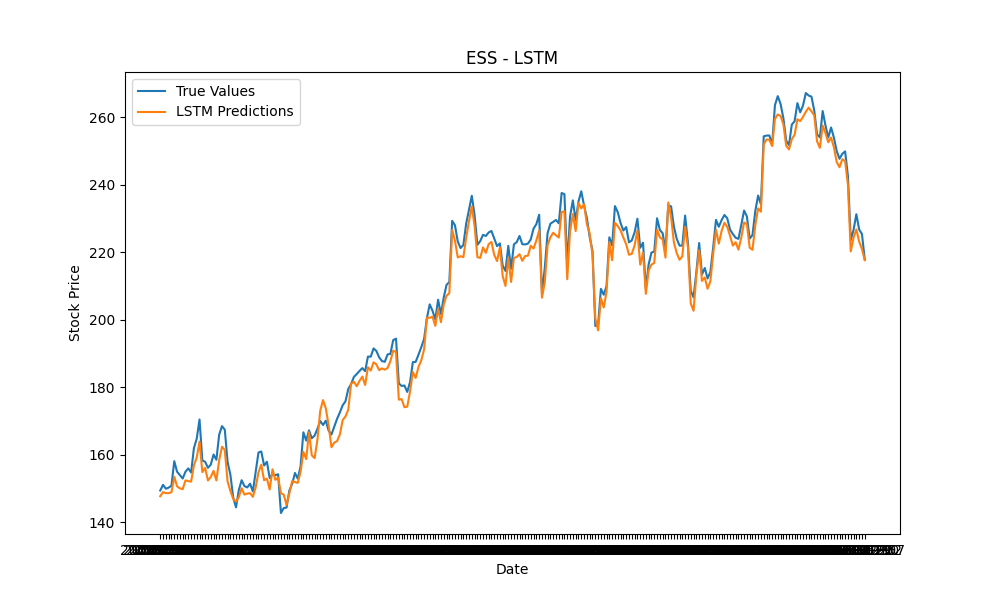 ESS - LSTM
True Values
LSTM Predictions
260
240
220
200
180
160
140
Stock Price
Date